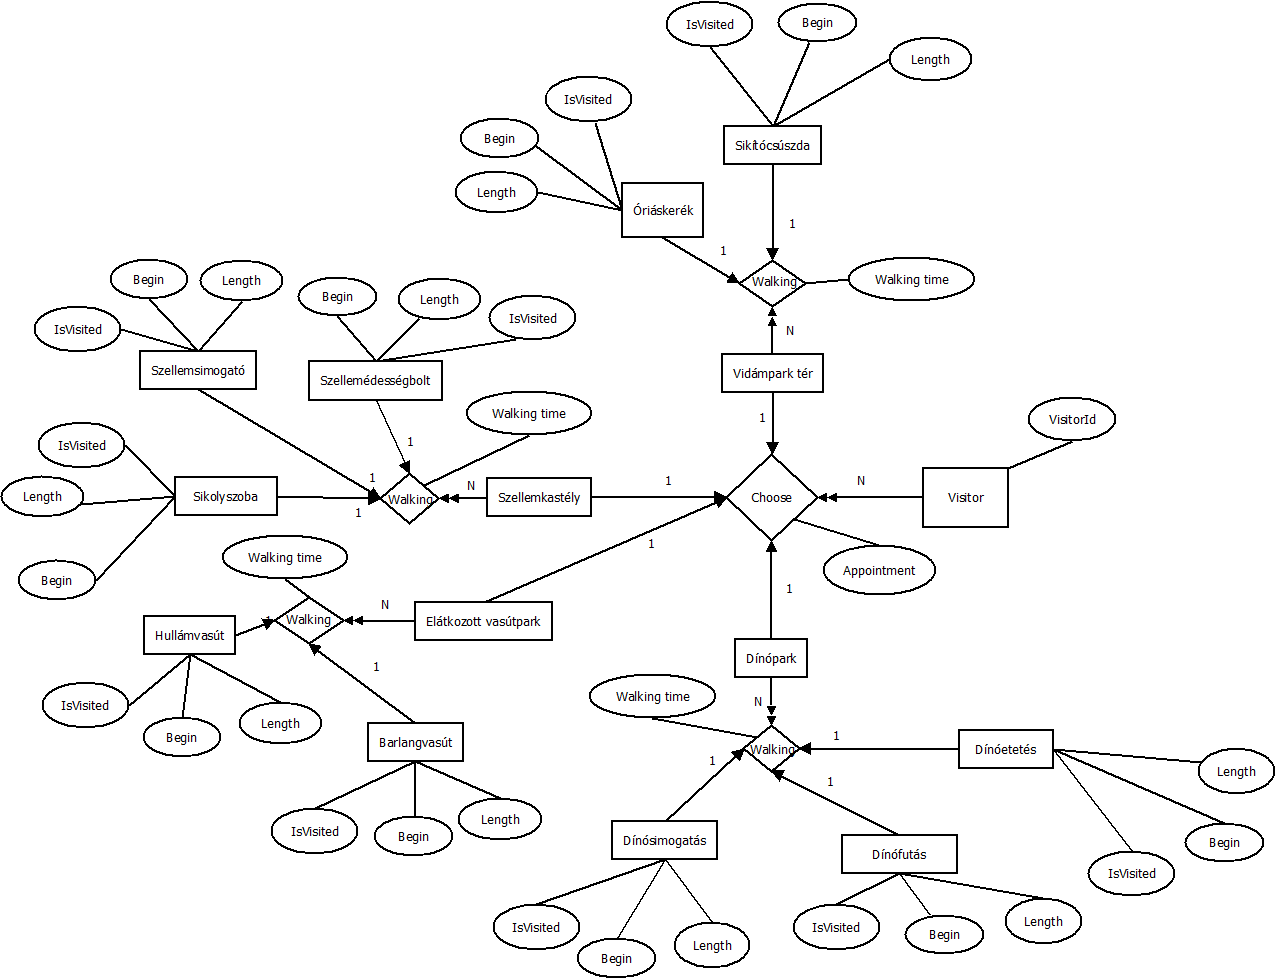 IsVisited
Begin
Length
IsVisited
Begin
Length
Sikítócsúszda
Óriáskerék
1
1
Walking
Walking time
N
Vidámpark tér
1
Begin
Length
IsVisited
Szellemsimogató
Begin
Length
IsVisited
Szellemédességbolt
Walking time
1
IsVisited
Length
Begin
Sikolyszoba
1
1
Walking
N
Szellemkastély
1
Choose
N
Visitor
VisitorId
Appointment
1
Walking time
Walking
N
Elátkozott vasútpark
Hullámvasút
1
IsVisited
Begin
Length
1
Barlangvasút
IsVisited
Begin
Length
1
Dínópark
N
Walking time
Walking
1
1
1
Dínóetetés
Length
Begin
IsVisited
Dínósimogatás
IsVisited
Begin
Length
Dínófutás
IsVisited
Begin
Length